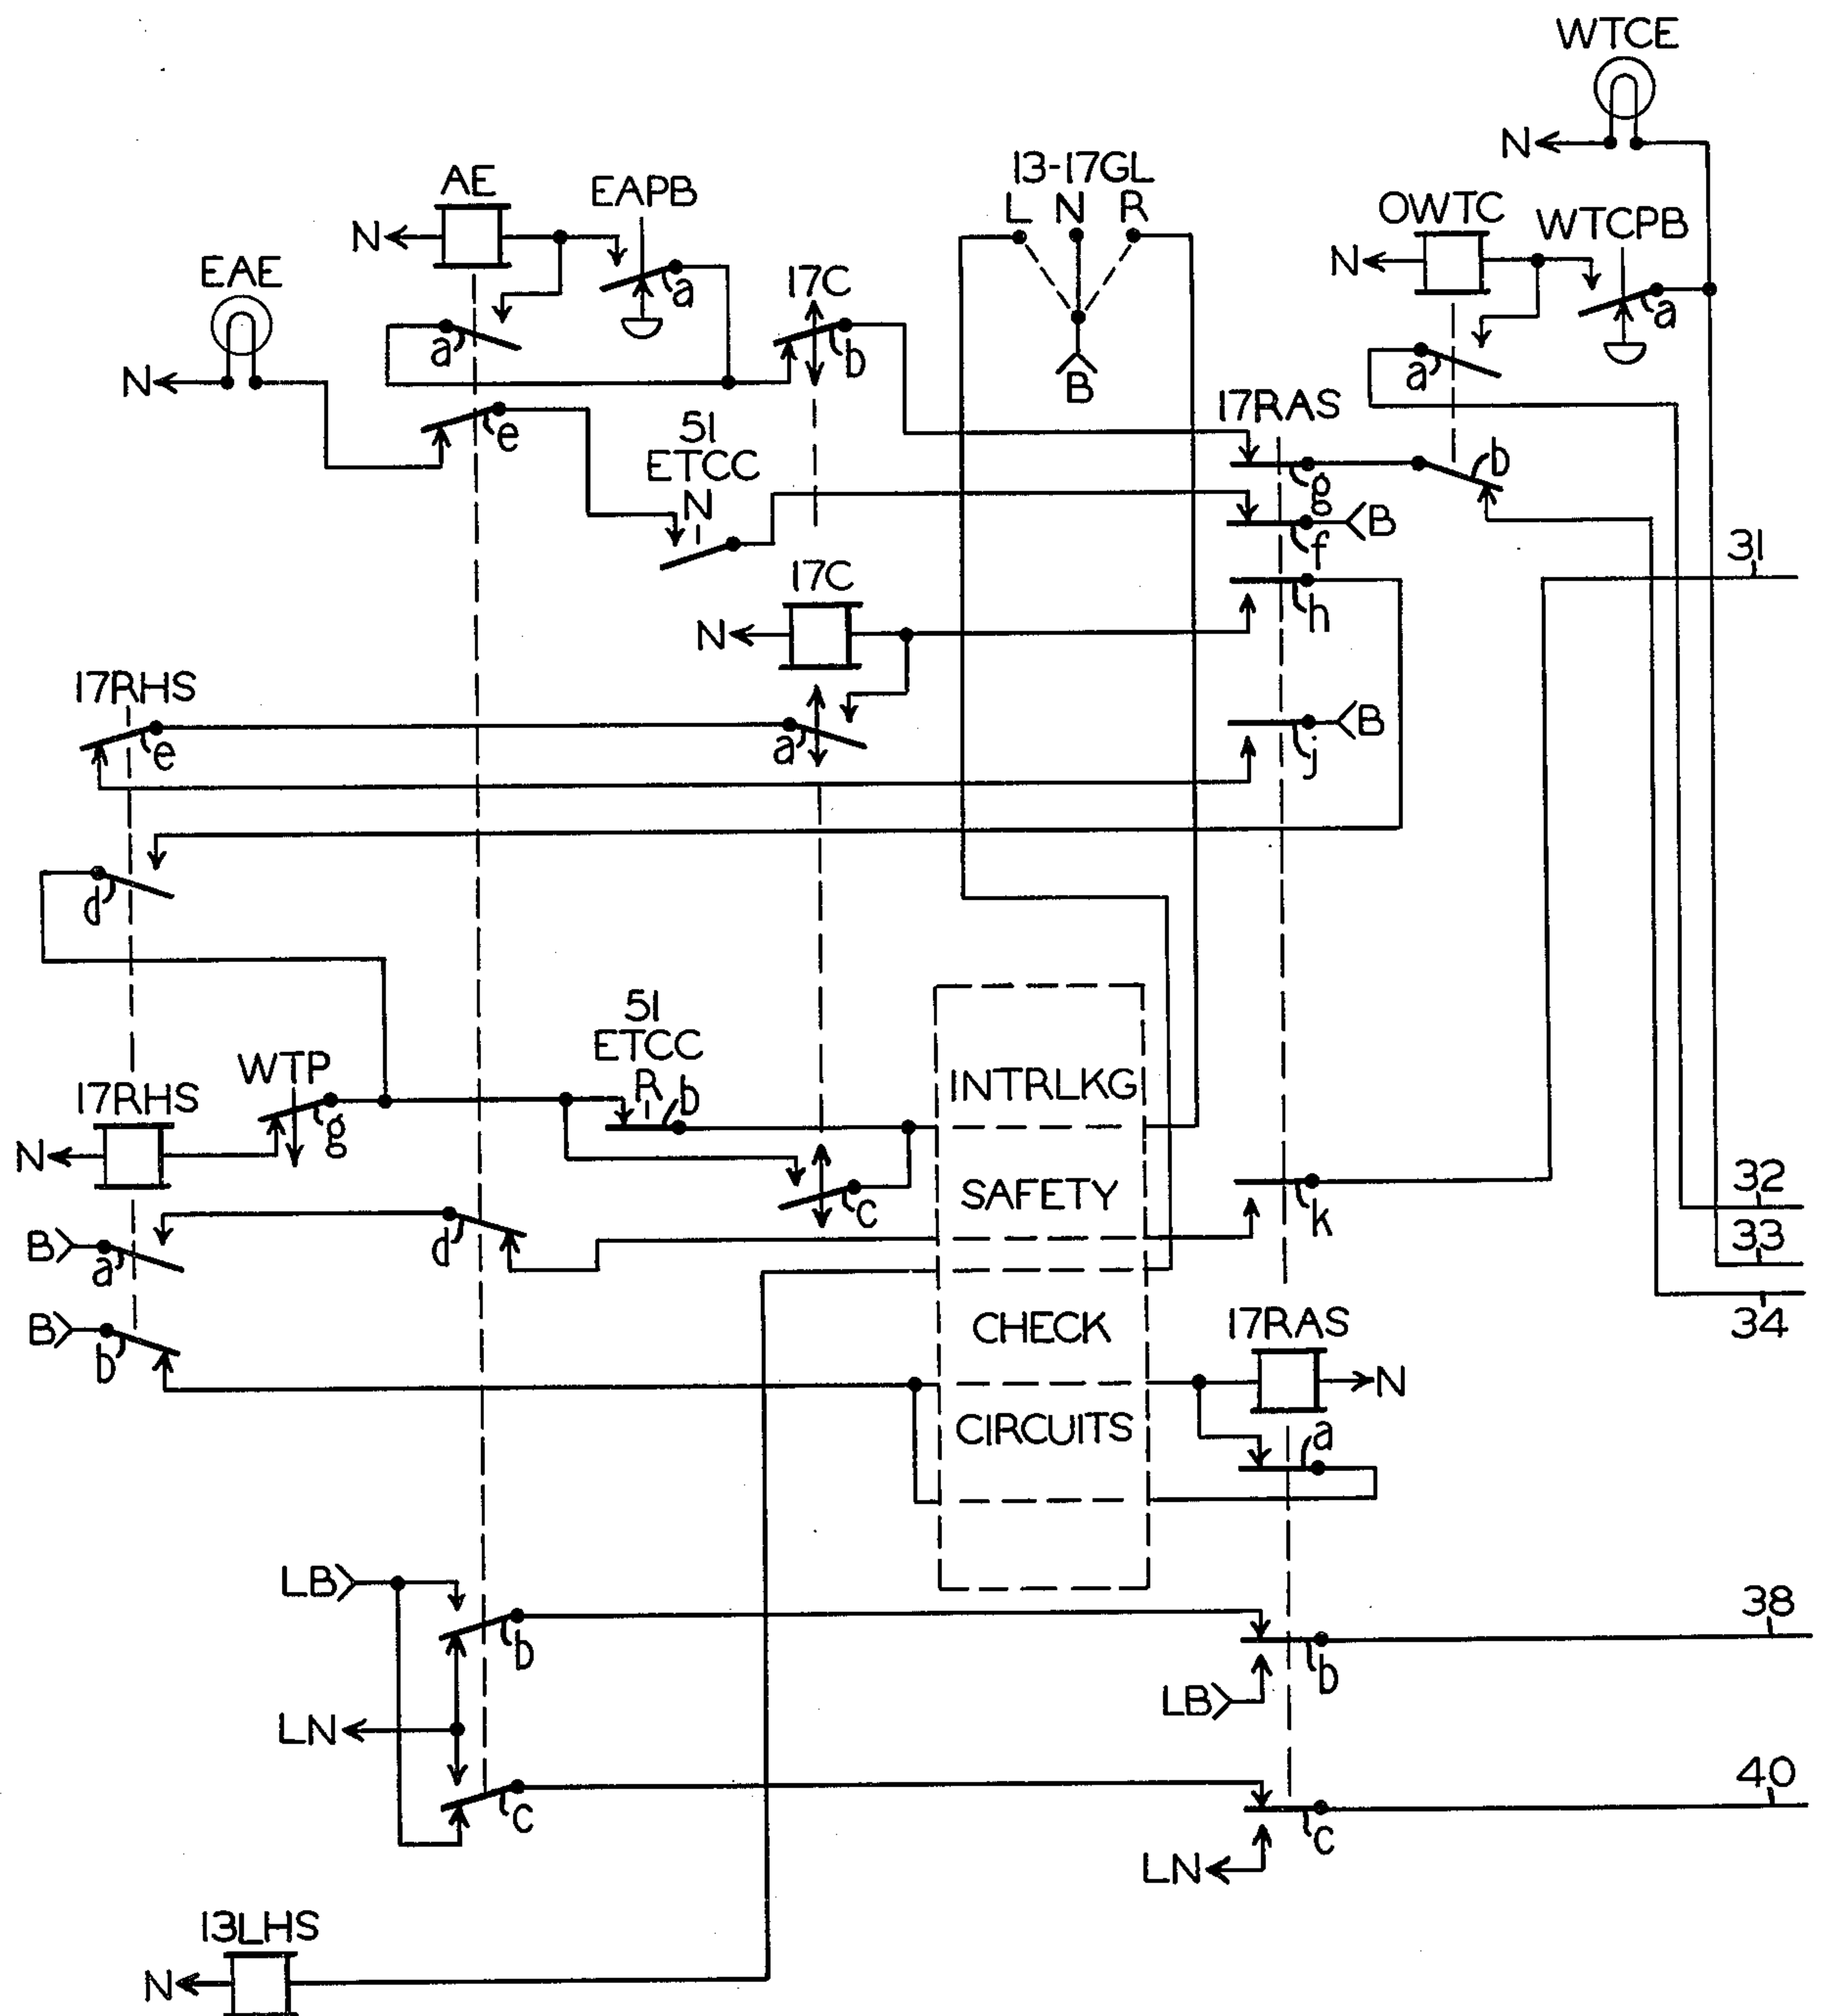 WTCE
N
13-17GL
L N R
B
AE
N
EAPB
a
a
OWTC
WTCPB
N
a
a
17C
b
EAE
N
e
17RAS
g
b
51
ETCC
N
f
B
h
31
17C
N
17RHS
e
a
j
B
d
51
ETCC
R
b
WTP
g
17RHS
N
INTRLKG
SAFETY
CHECK
CIRCUITS
c
k
32
33
34
d
B
a
B
b
17RAS
N
a
LB
b
LN
c
38
b
LB
40
c
LN
13LHS
N